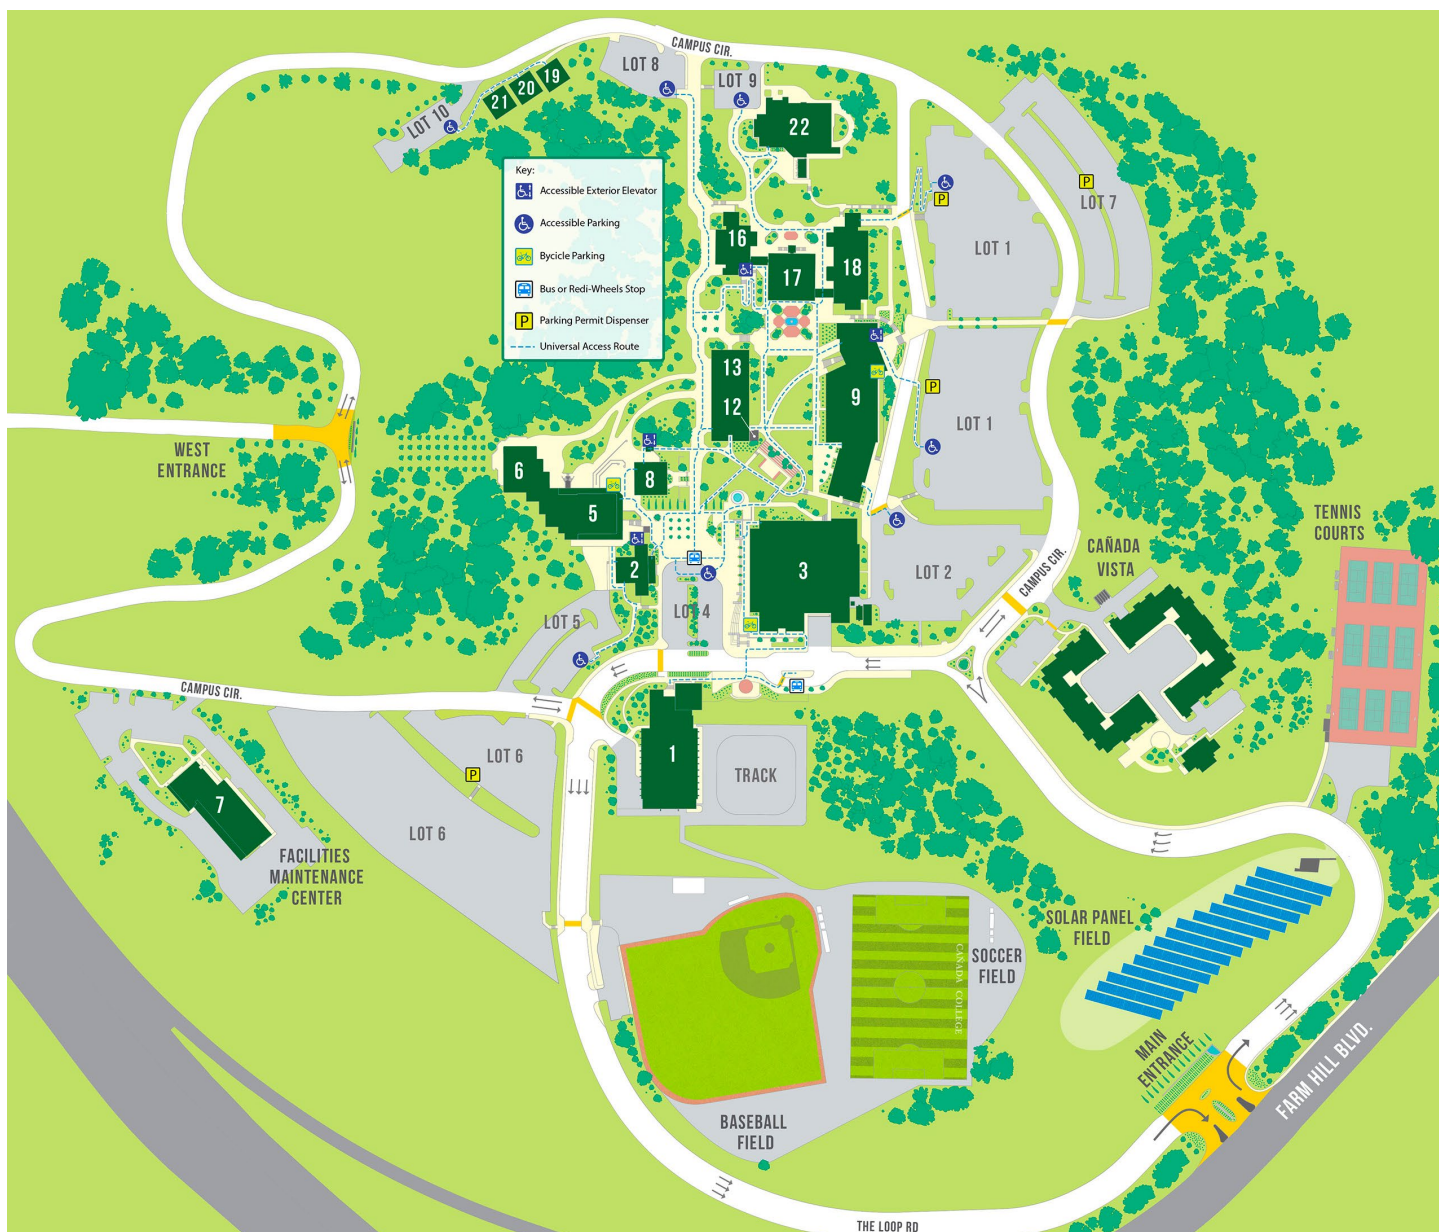 CAMPUS CIR.
LOT 8
LOT 9
LOT 10
21
20
19
22
Key:
Accessible Exterior Elevator
Accessible Parking
Bycicle Parking
Bus or Redi-Wheels Stop
P
Parking Permit Dispenser
Universal Access Route
P
LOT 7
P
LOT 1
16
17
18
13
12
9
P
LOT 1
WEST
ENTRANCE
6
5
8
2
3
LOT 2
LOT 4
LOT 5
CAMPUS CIR.
CAÑADA
VISTA
TENNIS
COURTS
CAMPUS CIR.
LOT 6
P
LOT 6
7
FACILITIES
MAINTENANCE
CENTER
1
TRACK
SOLAR PANEL
FIELD
SOCCER
FIELD
CAÑADA COLLEGE
MAIN
ENTRANCE
FARM HILL BLVD.
BASEBALL
FIELD
THE LOOP RD